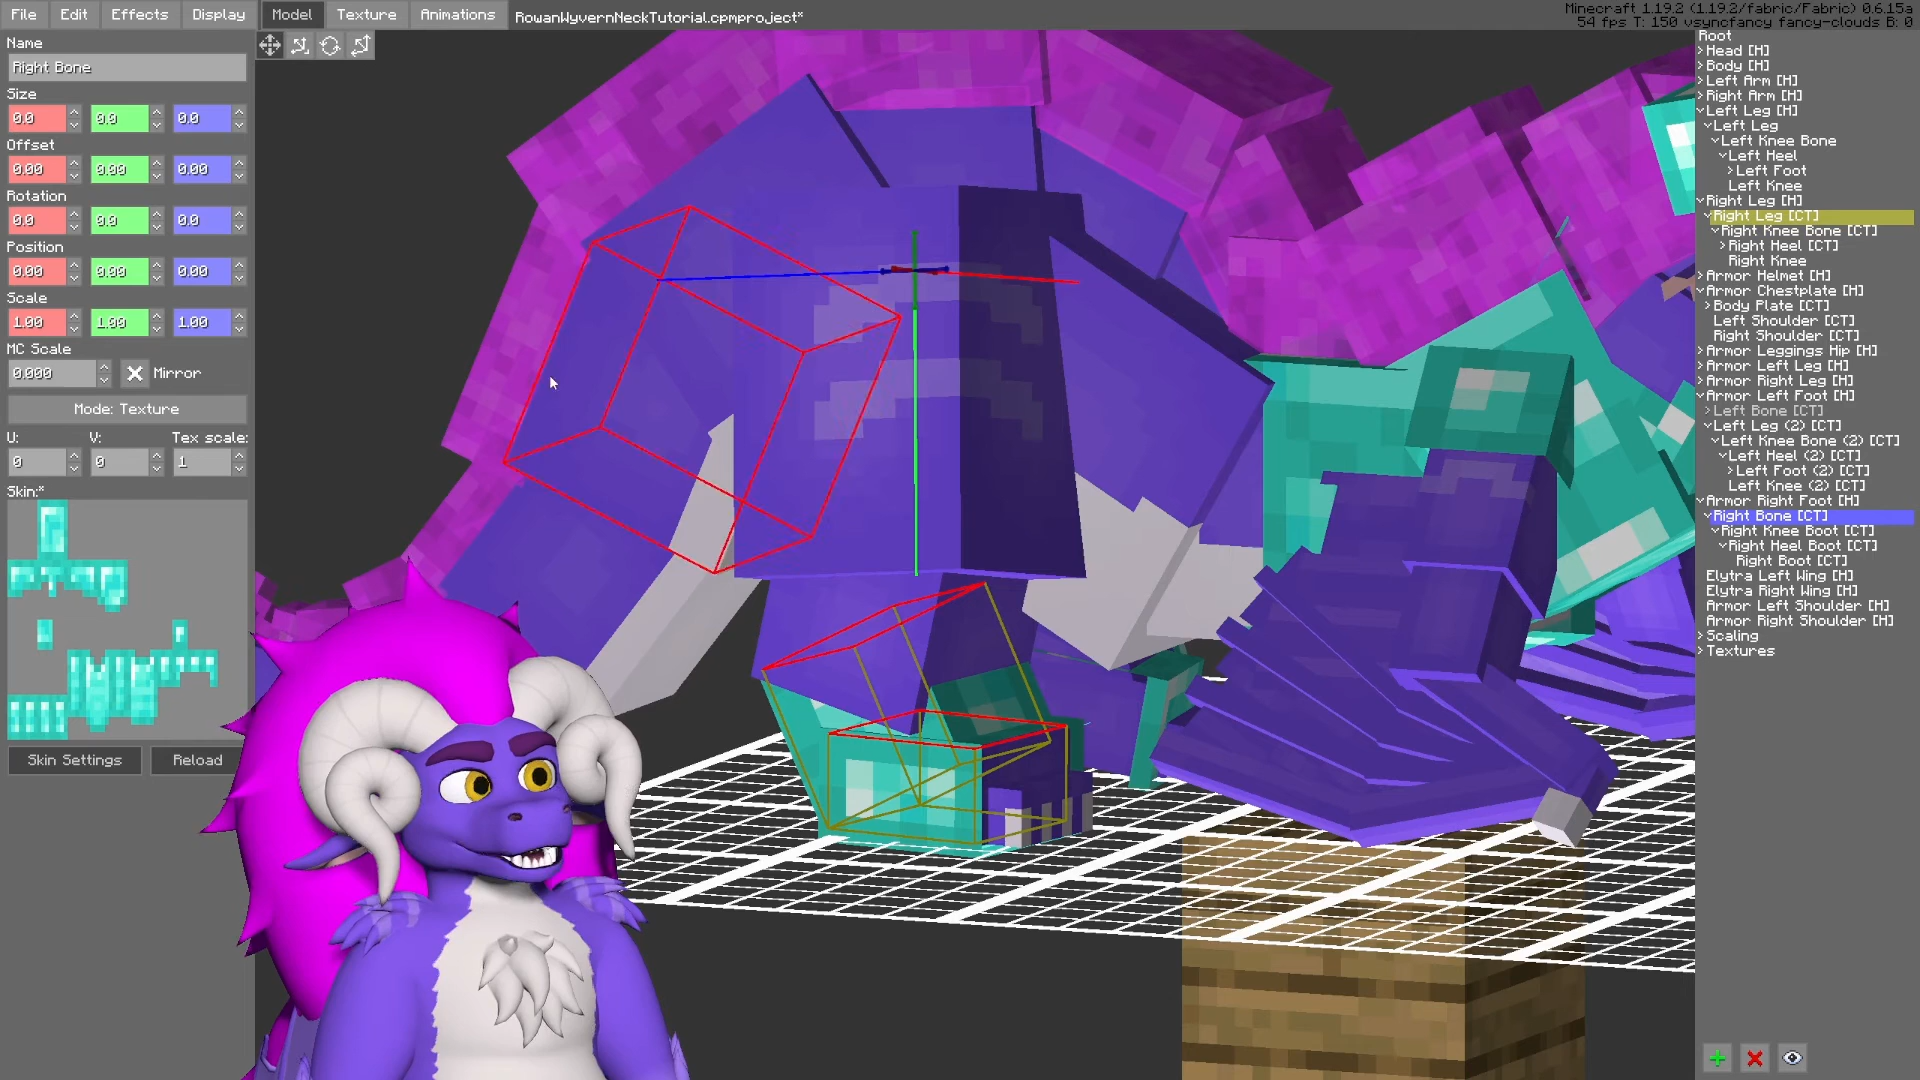 File Edit Effects Display Model Texture Animations RowanWyvernNeckTutorial.cpmproject*
Minecraft 1.19.2 (1.19.2/fabric/Fabric) 0.6.15a
54 fps T: 150 vsyncfancy fancy-clouds B: 0
Name
Right Bone
Size
0.0 0.0 0.0
Offset
0.00 0.00 0.00
Rotation
0.0 0.0 0.0
Position
0.00 0.00 0.00
Scale
1.00 1.00 1.00
MC Scale
0.000 Mirror
Mode: Texture
U: V: Tex scale:
0 0 1
Skin:*
Skin Settings Reload
Root
Head [H]
Body [H]
Left Arm [H]
Right Arm [H]
Left Leg [H]
Left Leg
Left Knee Bone
Left Heel
Left Foot
Left Knee
Right Leg [H]
Right Leg [CT]
Right Knee Bone [CT]
Right Heel [CT]
Right Knee
Armor Helmet [H]
Armor Chestplate [H]
Body Plate [CT]
Left Shoulder [CT]
Right Shoulder [CT]
Armor Leggings Hip [H]
Armor Left Leg [H]
Armor Right Leg [H]
Armor Left Foot [H]
Left Bone [CT]
Left Leg (2) [CT]
Left Knee Bone (2) [CT]
Left Heel (2) [CT]
Left Foot (2) [CT]
Left Knee (2) [CT]
Armor Right Foot [H]
Right Bone [CT]
Right Knee Boot [CT]
Right Heel Boot [CT]
Right Boot [CT]
Elytra Left Wing [H]
Elytra Right Wing [H]
Armor Left Shoulder [H]
Armor Right Shoulder [H]
Scaling
Textures